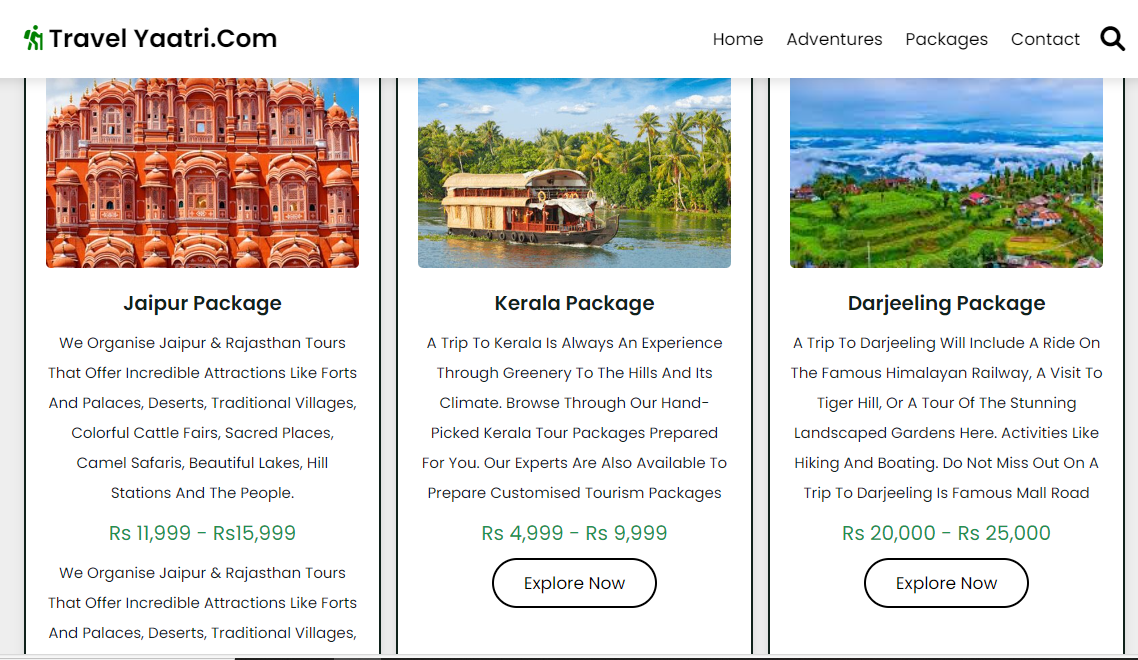 Travel Yaatri.Com
Home Adventures Packages Contact
Jaipur Package
We Organise Jaipur & Rajasthan Tours
That Offer Incredible Attractions Like Forts
And Palaces, Deserts, Traditional Villages,
Colorful Cattle Fairs, Sacred Places,
Camel Safaris, Beautiful Lakes, Hill
Stations And The People.
Rs 11,999 - Rs15,999
We Organise Jaipur & Rajasthan Tours
That Offer Incredible Attractions Like Forts
And Palaces, Deserts, Traditional Villages,
Kerala Package
A Trip To Kerala Is Always An Experience
Through Greenery To The Hills And Its
Climate. Browse Through Our Hand-
Picked Kerala Tour Packages Prepared
For You. Our Experts Are Also Available To
Prepare Customised Tourism Packages
Rs 4,999 - Rs 9,999
Explore Now
Darjeeling Package
A Trip To Darjeeling Will Include A Ride On
The Famous Himalayan Railway, A Visit To
Tiger Hill, Or A Tour Of The Stunning
Landscaped Gardens Here. Activities Like
Hiking And Boating. Do Not Miss Out On A
Trip To Darjeeling Is Famous Mall Road
Rs 20,000 - Rs 25,000
Explore Now